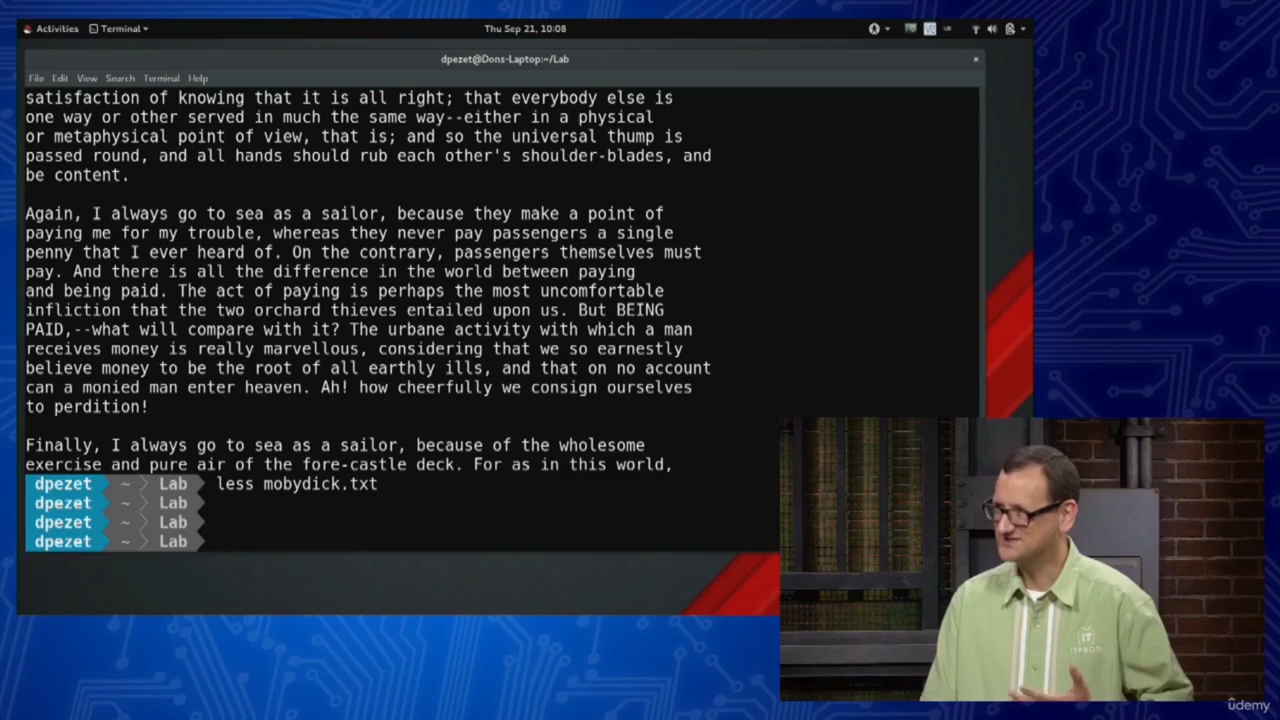 Activities Terminal Thu Sep 21, 10:08
dpezet@Dons-Laptop:~/Lab ×
File Edit View Search Terminal Help
satisfaction of knowing that it is all right; that everybody else is
one way or other served in much the same way--either in a physical
or metaphysical point of view, that is; and so the universal thump is
passed round, and all hands should rub each other's shoulder-blades, and
be content.
Again, I always go to sea as a sailor, because they make a point of
paying me for my trouble, whereas they never pay passengers a single
penny that I ever heard of. On the contrary, passengers themselves must
pay. And there is all the difference in the world between paying
and being paid. The act of paying is perhaps the most uncomfortable
infliction that the two orchard thieves entailed upon us. But BEING
PAID,--what will compare with it? The urbane activity with which a man
receives money is really marvellous, considering that we so earnestly
believe money to be the root of all earthly ills, and that on no account
can a monied man enter heaven. Ah! how cheerfully we consign ourselves
to perdition!
Finally, I always go to sea as a sailor, because of the wholesome
exercise and pure air of the fore-castle deck. For as in this world,
dpezet ~ Lab less mobydick.txt
dpezet ~ Lab
dpezet ~ Lab
dpezet ~ Lab
IT
ITPROTV
udemy